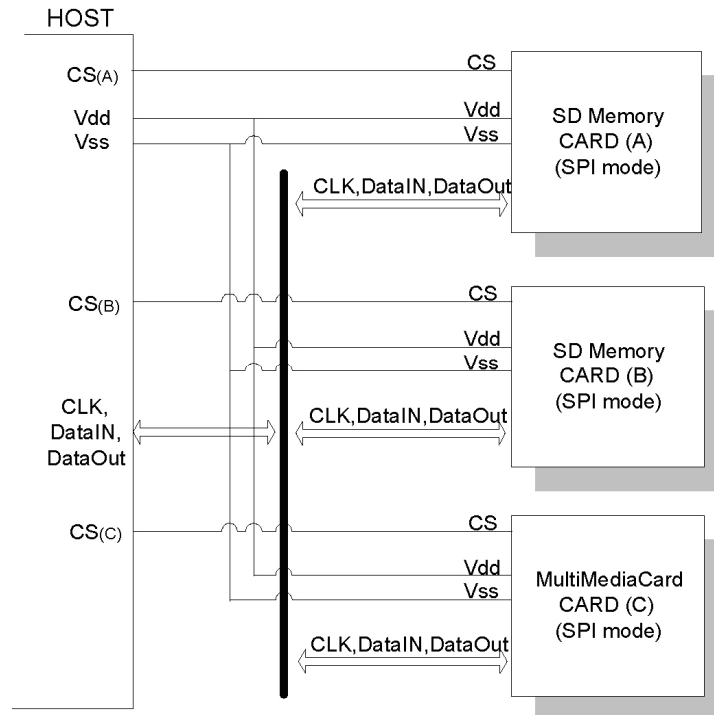 HOST
CS(A)
CS
Vdd
Vdd
Vss
Vss
SD Memory
CARD (A)
(SPI mode)
CLK,DataIN,DataOut
CS(B)
CS
Vdd
Vss
SD Memory
CARD (B)
(SPI mode)
CLK,
DataIN,
DataOut
CLK,DataIN,DataOut
CS(C)
CS
Vdd
Vss
MultiMediaCard
CARD (C)
(SPI mode)
CLK,DataIN,DataOut